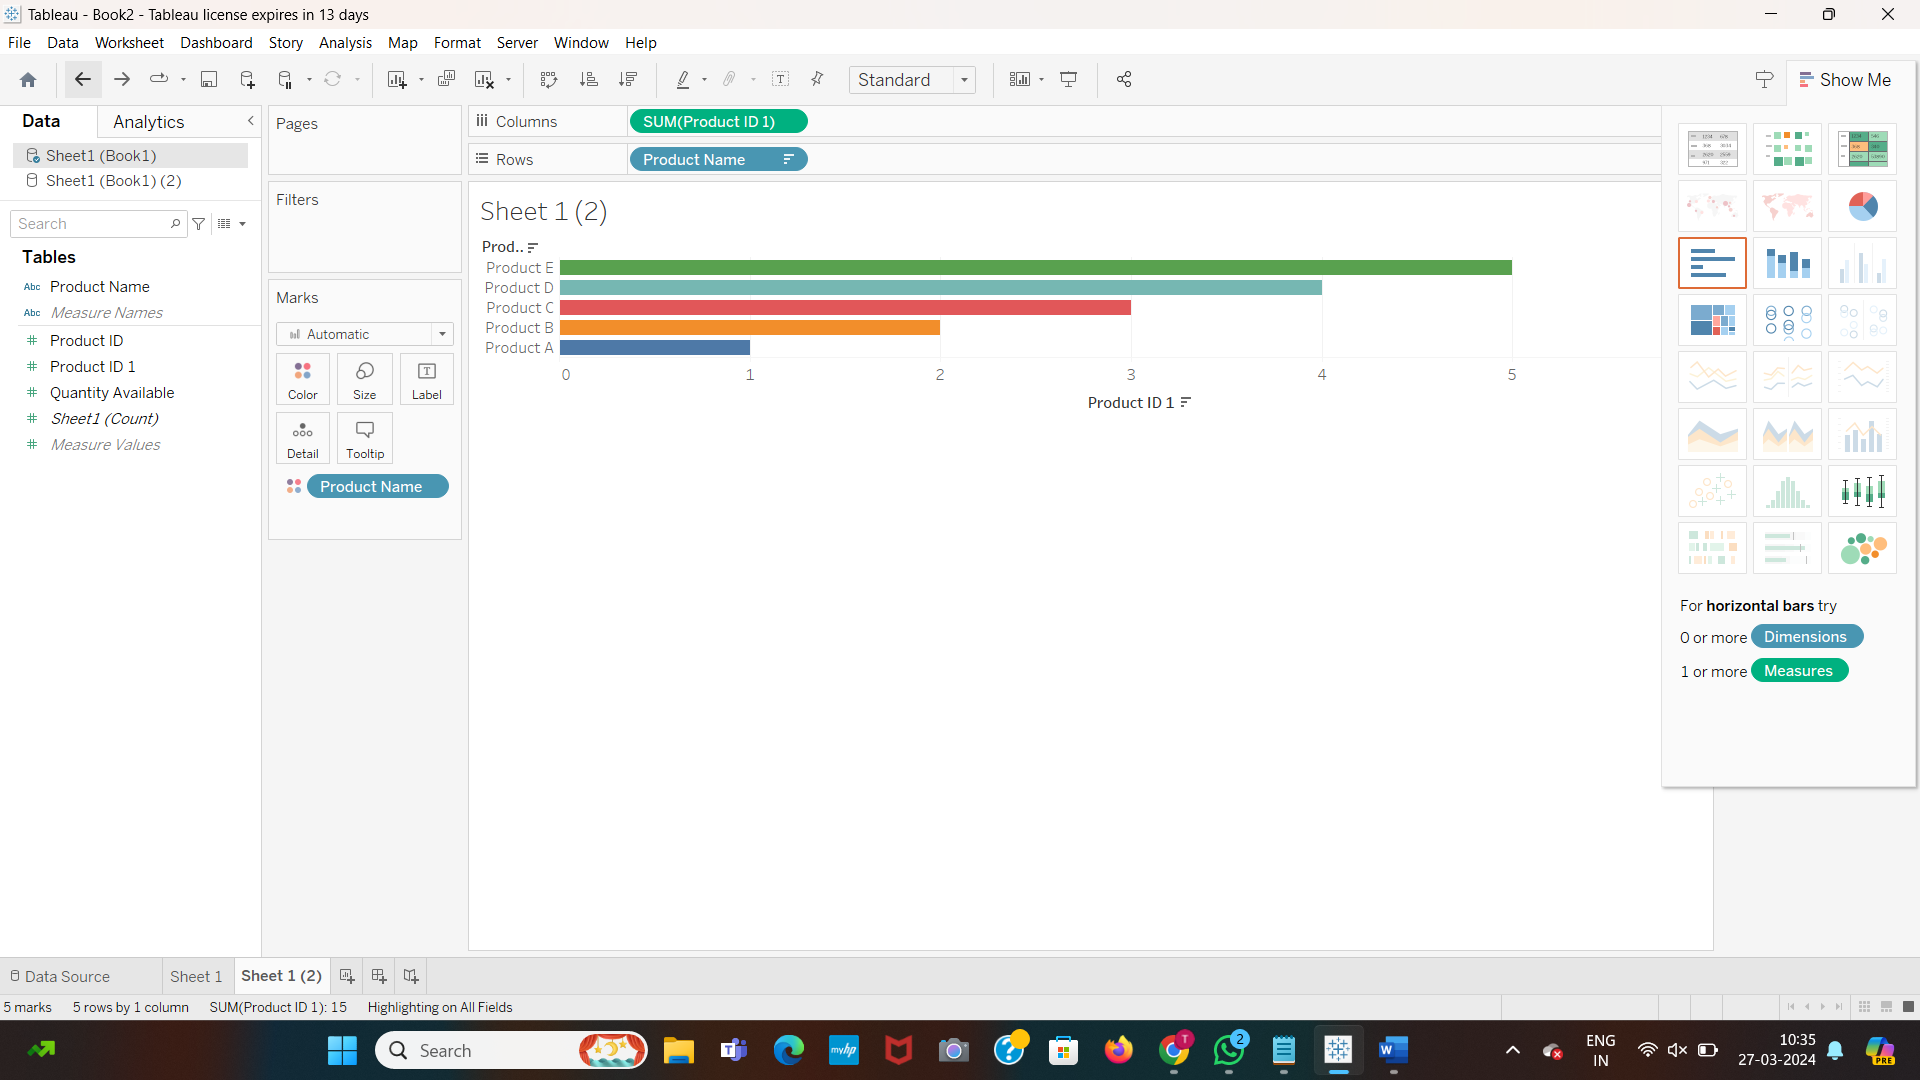 Tableau - Book2 - Tableau license expires in 13 days
File Data Worksheet Dashboard Story Analysis Map Format Server Window Help
Standard
Show Me
Data Analytics
Sheet1 (Book1)
Sheet1 (Book1) (2)
Search
Tables
Abc Product Name
Abc Measure Names
# Product ID
# Product ID 1
# Quantity Available
# Sheet1 (Count)
# Measure Values
Pages
Filters
Marks
Automatic
Color Size Label
Detail Tooltip
Product Name
Columns SUM(Product ID 1)
Rows Product Name
Sheet 1 (2)
Prod..
Product E
Product D
Product C
Product B
Product A
0 1 2 3 4 5
Product ID 1
For horizontal bars try
0 or more Dimensions
1 or more Measures
Data Source Sheet 1 Sheet 1 (2)
5 marks 5 rows by 1 column SUM(Product ID 1): 15 Highlighting on All Fields
Search
myhp
T
2
W
ENG
IN
10:35
27-03-2024
PRE